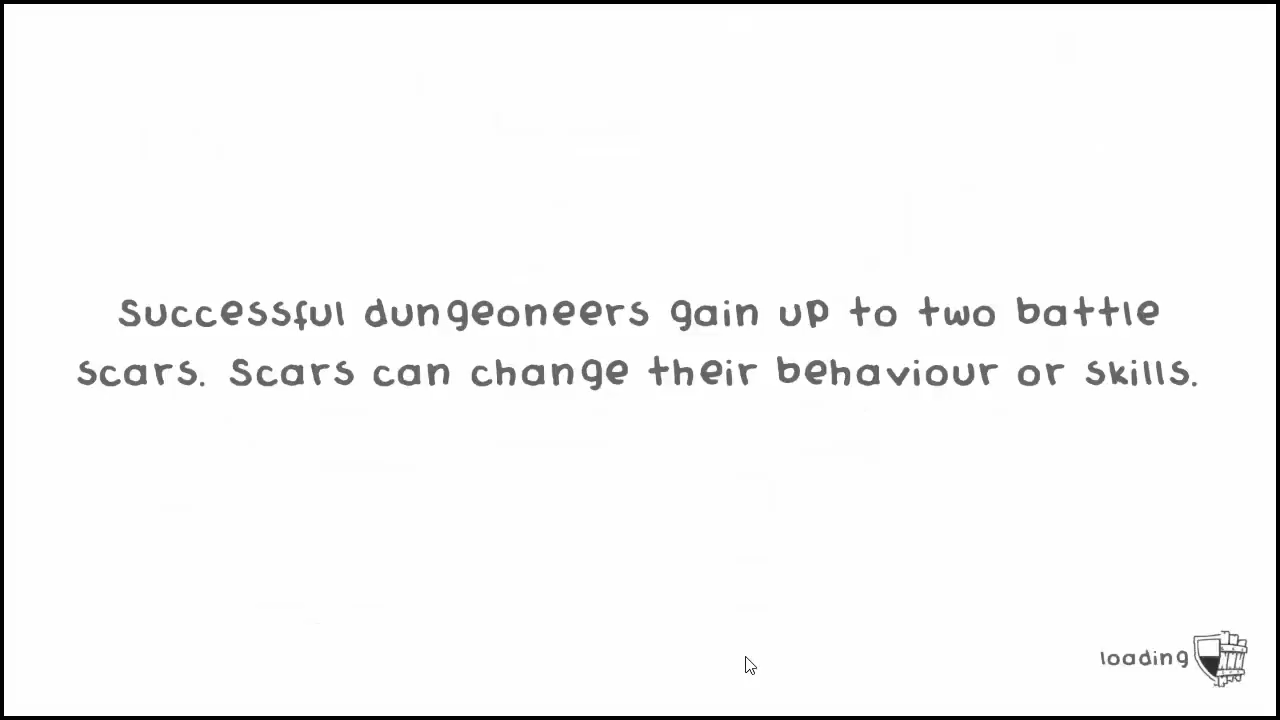 Successful dungeoneers gain up to two battle
scars. Scars can change their behaviour or skills.
loading